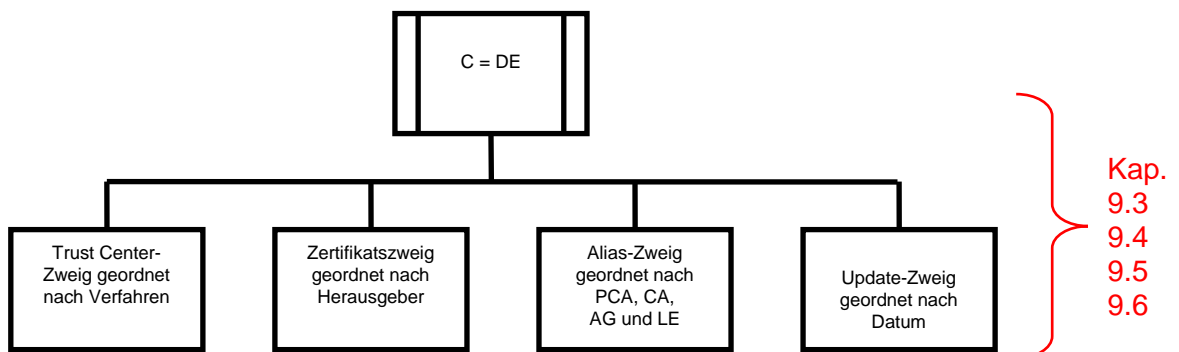 C = DE
Trust Center-
Zweig geordnet
nach Verfahren
Zertifikatszweig
geordnet nach
Herausgeber
Alias-Zweig
geordnet nach
PCA, CA,
AG und LE
Update-Zweig
geordnet nach
Datum
Kap.
9.3
9.4
9.5
9.6